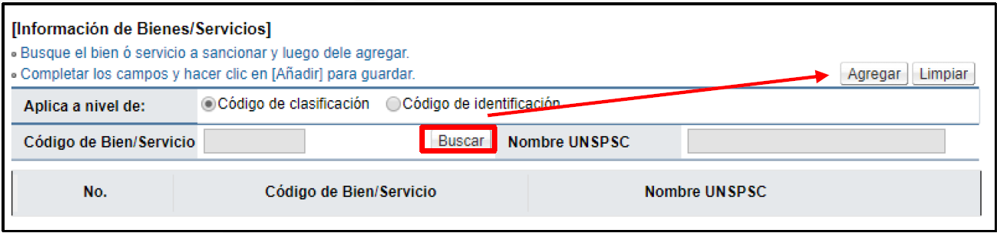 [Información de Bienes/Servicios]
Busque el bien ó servicio a sancionar y luego dele agregar.
Completar los campos y hacer clic en [Añadir] para guardar.
Agregar Limpiar
Aplica a nivel de: Código de clasificación Código de identificación
Código de Bien/Servicio Buscar Nombre UNSPSC
No. Código de Bien/Servicio Nombre UNSPSC